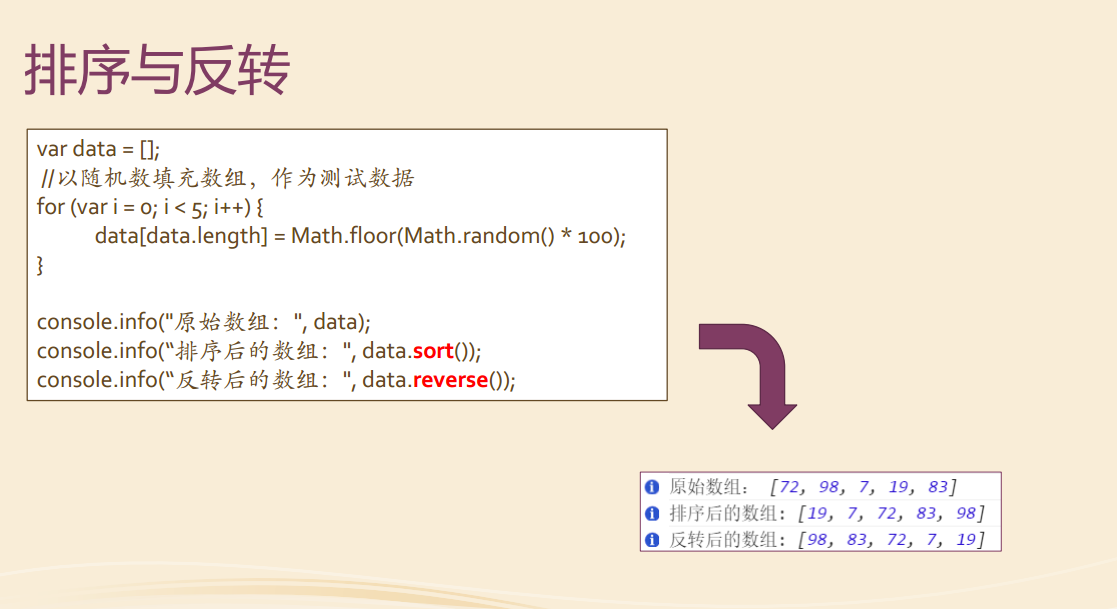 排序与反转
var data = [];
//以随机数填充数组，作为测试数据
for (var i = 0; i < 5; i++) {
data[data.length] = Math.floor(Math.random() * 100);
}
console.info("原始数组：", data);
console.info(“排序后的数组：", data.sort());
console.info(“反转后的数组：", data.reverse());
原始数组： [72, 98, 7, 19, 83]
排序后的数组: [19, 7, 72, 83, 98]
反转后的数组: [98, 83, 72, 7, 19]